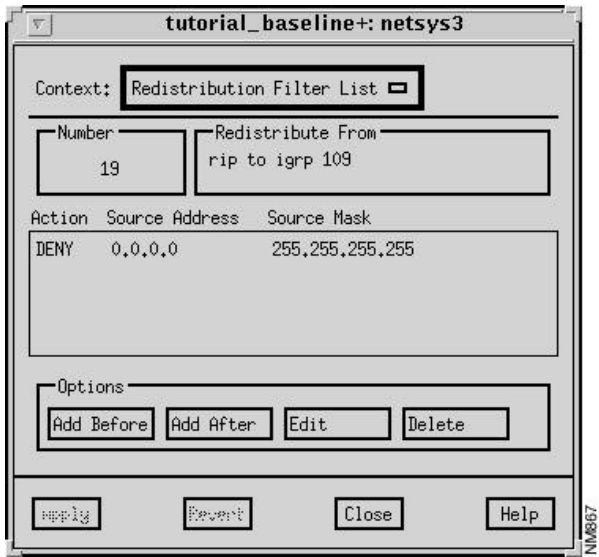 tutorial_baseline+: netsys3
Context: Redistribution Filter List
Number
19
Redistribute From
rip to igrp 109
Action Source Address Source Mask
DENY 0.0.0.0 255.255.255.255
Options
Add Before Add After Edit Delete
Apply Revert Close Help
NM867